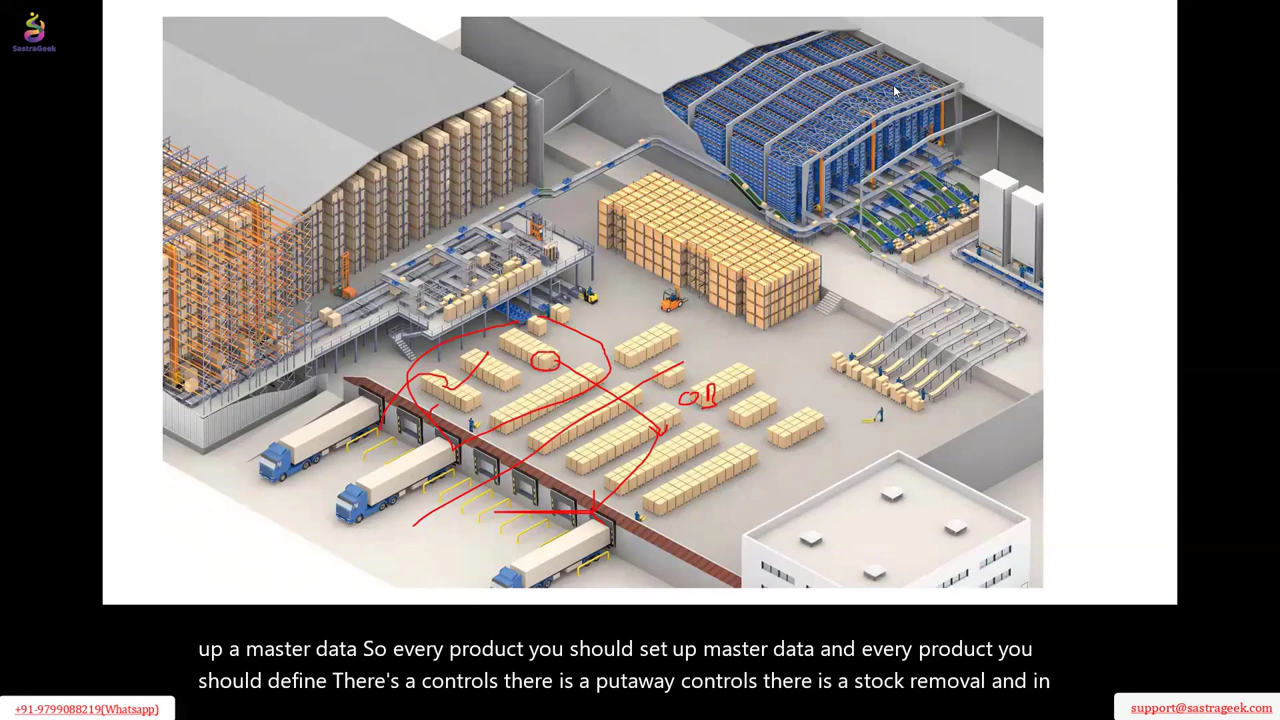 SastraGeek
up a master data So every product you should set up master data and every product you
should define There's a controls there is a putaway controls there is a stock removal and in
+91-9799088219(Whatsapp)
support@sastrageek.com